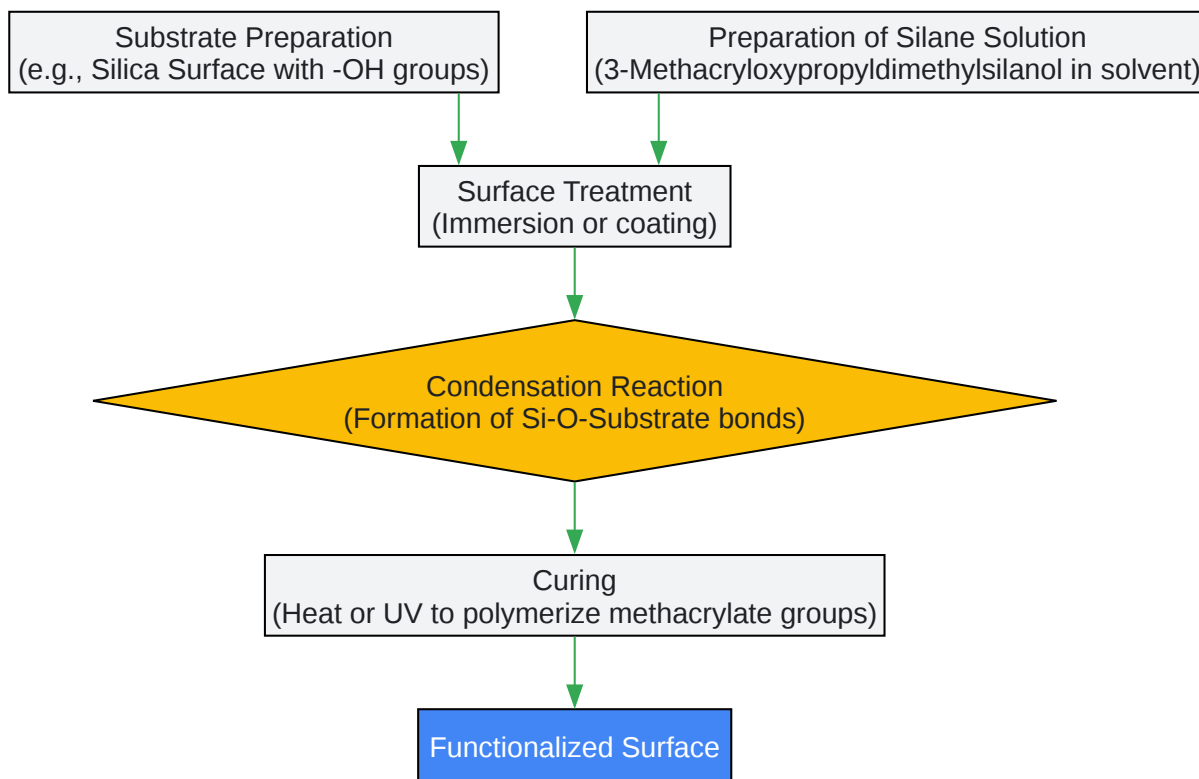 Substrate Preparation
(e.g., Silica Surface with -OH groups)
Preparation of Silane Solution
(3-Methacryloxypropyldimethylsilanol in solvent)
Surface Treatment
(Immersion or coating)
Condensation Reaction
(Formation of Si-O-Substrate bonds)
Curing
(Heat or UV to polymerize methacrylate groups)
Functionalized Surface